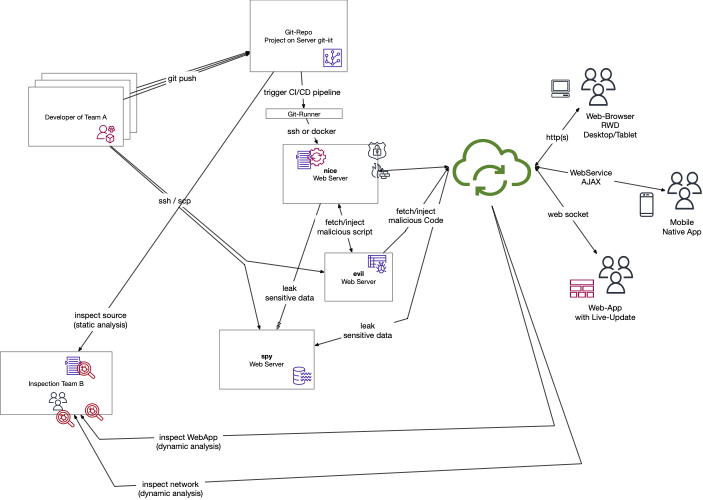 Git-Repo
Project on Server git-iit
git push
trigger CI/CD pipeline
Git-Runner
Developer of Team A
ssh or docker
nice
Web Server
ssh / scp
fetch/inject
malicious script
fetch/inject
malicious Code
evil
Web Server
leak
sensitive data
leak
sensitive data
spy
Web Server
inspect source
(static analysis)
Inspection Team B
inspect WebApp
(dynamic analysis)
inspect network
(dynamic analysis)
http(s)
Web-Browser
RWD
Desktop/Tablet
WebService
AJAX
web socket
Mobile
Native App
Web-App
with Live-Update